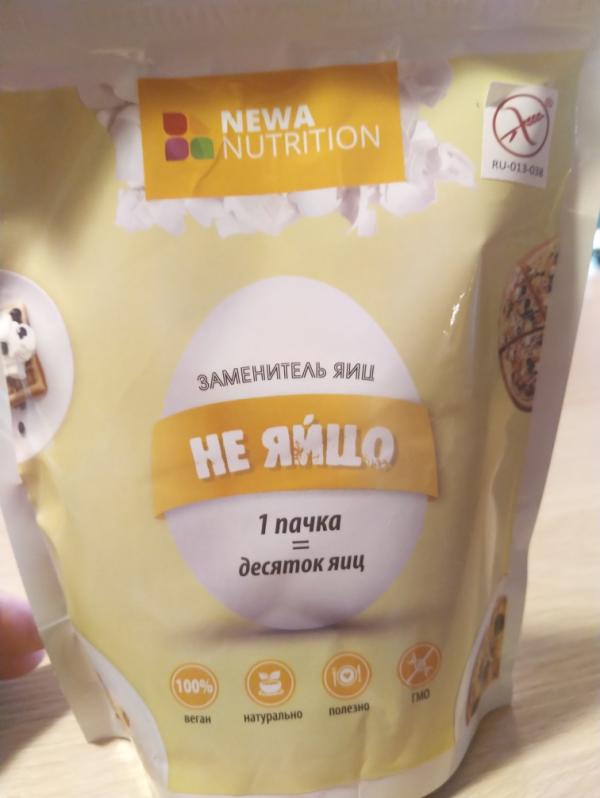 NEWA
NUTRITION
RU-013-038
ЗАМЕНИТЕЛЬ ЯИЦ
НЕ ЯЙЦО
1 пачка
=
десяток яиц
100%
веган
натурально
полезно
ГМО